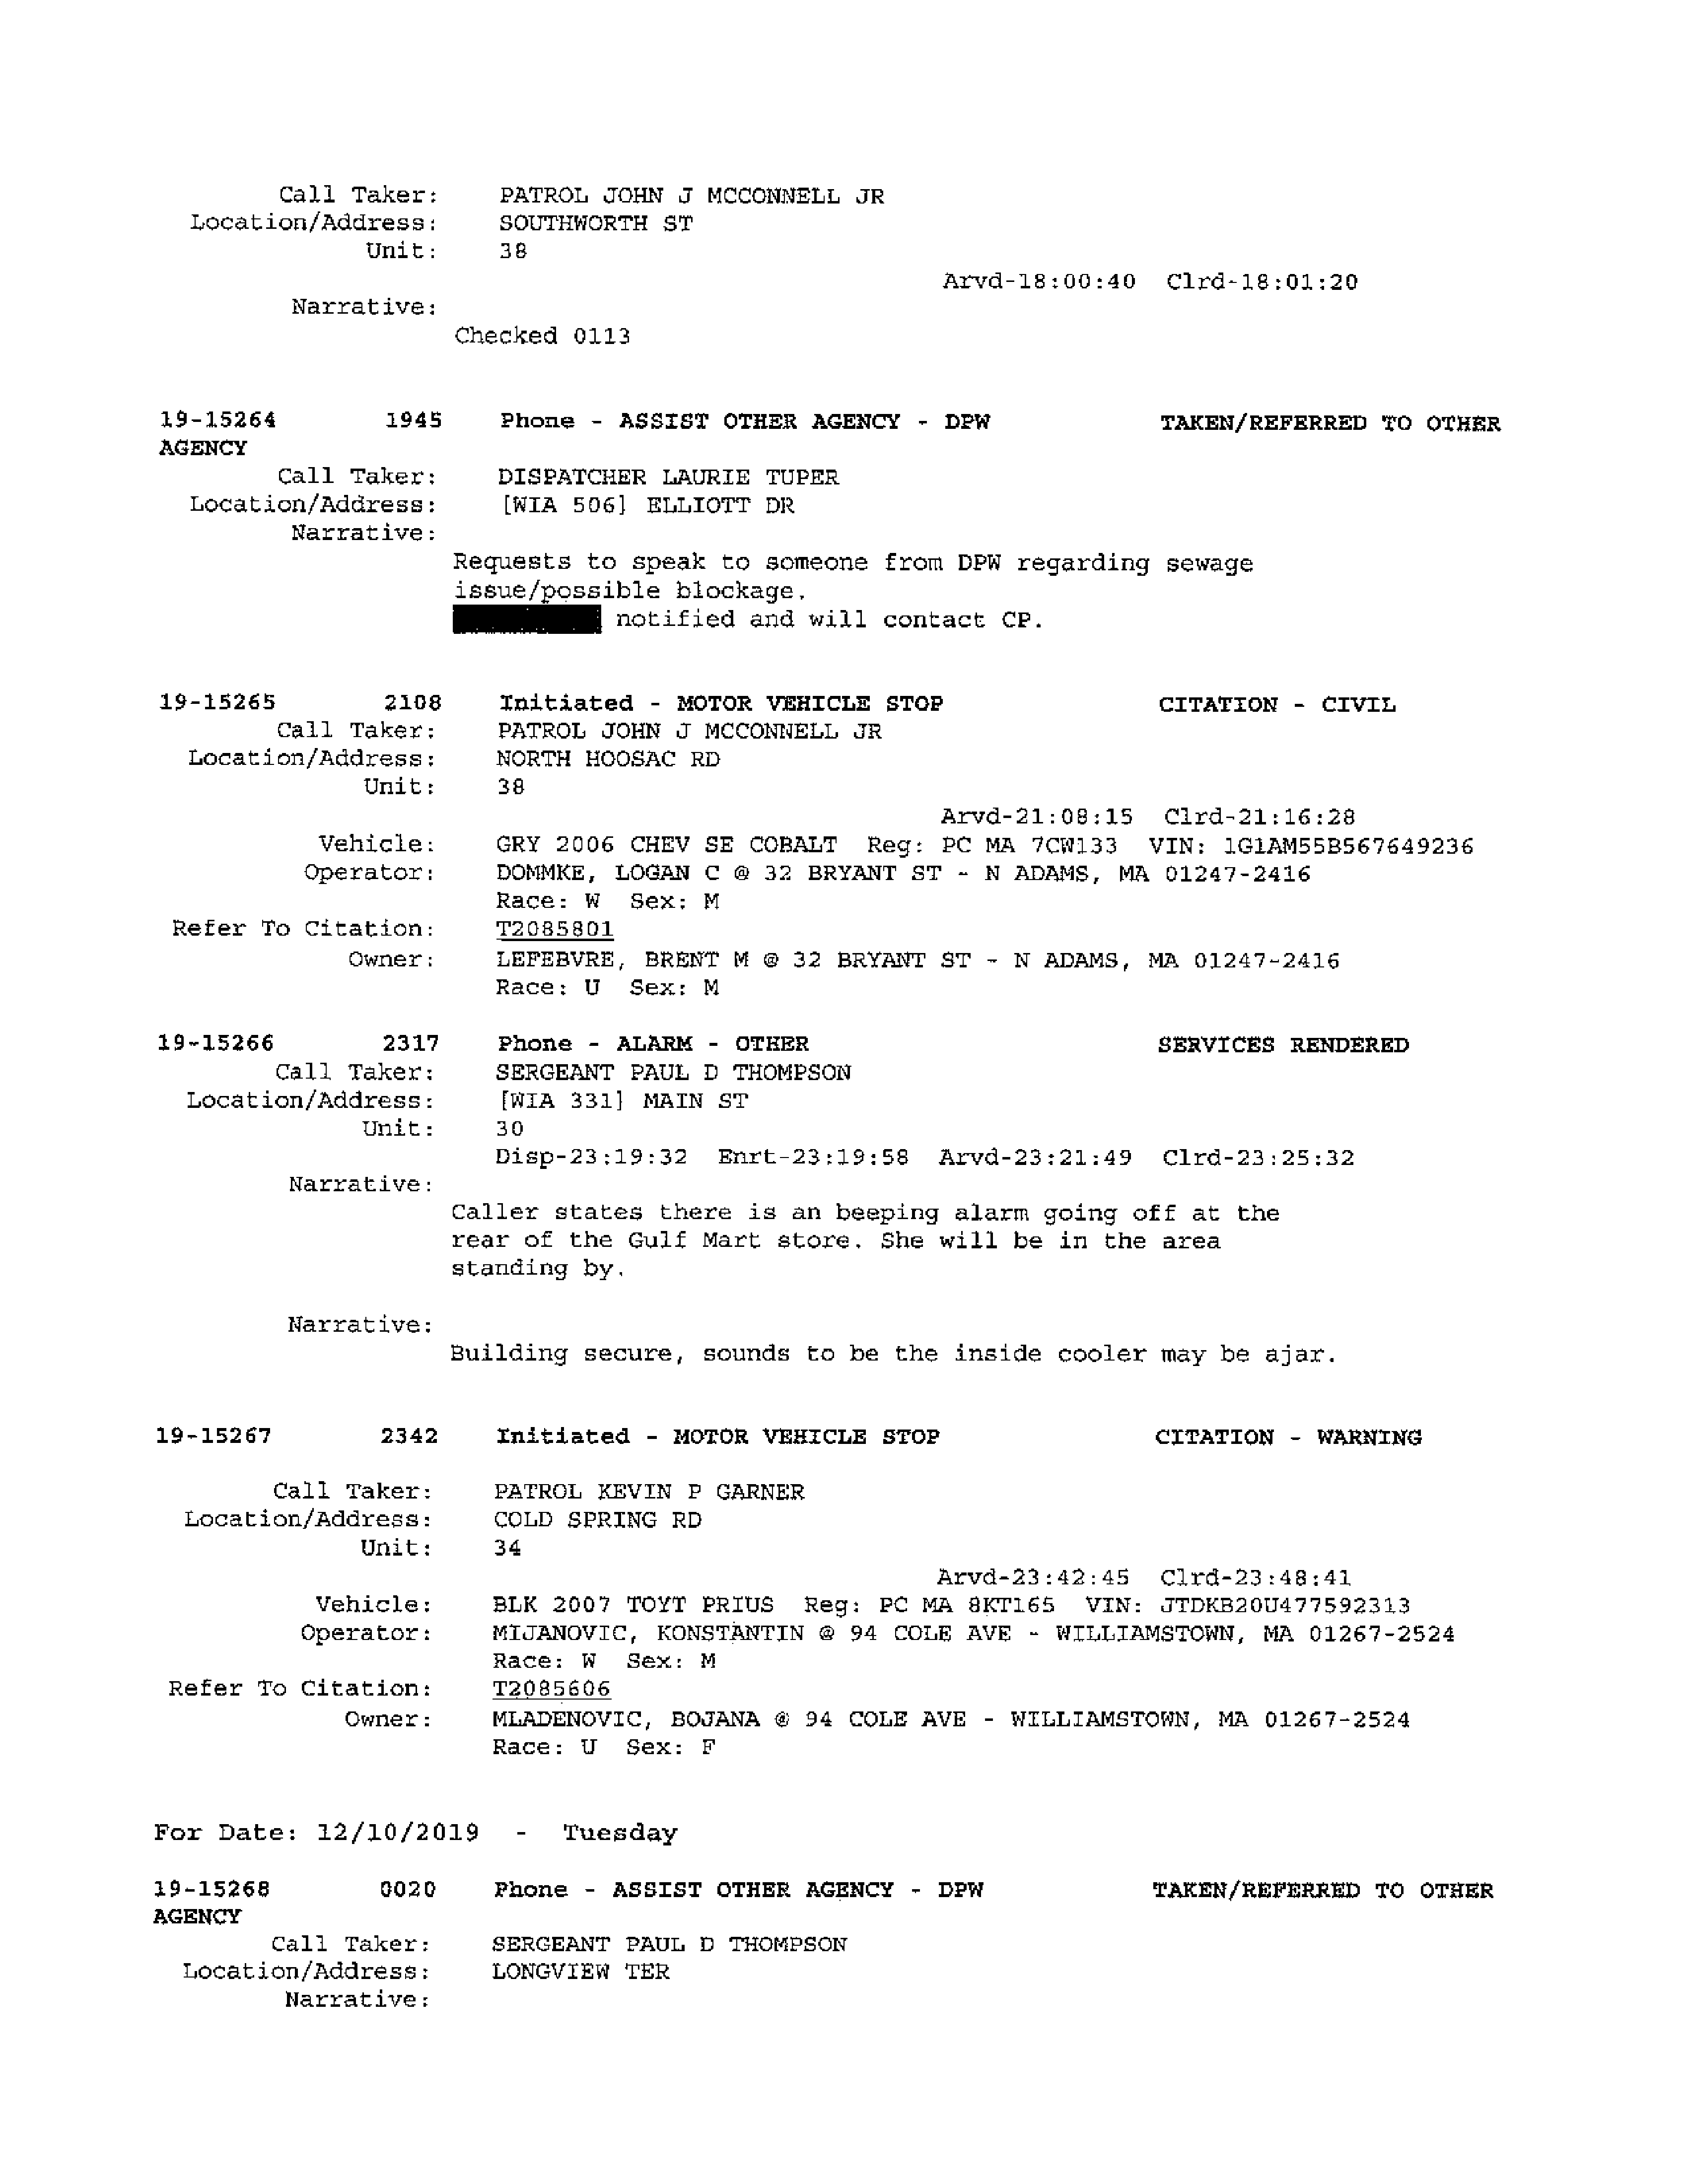 Call Taker: PATROL JOHN J MCCONNELL JR
Location/Address: SOUTHWORTH ST
Unit: 38
Arvd-18:00:40 Clrd-18:01:20
Narrative:
Checked 0113
19-15264 1945 Phone - ASSIST OTHER AGENCY - DPW TAKEN/REFERRED TO OTHER
AGENCY
Call Taker: DISPATCHER LAURIE TUPER
Location/Address: [WIA 506] ELLIOTT DR
Narrative:
Requests to speak to someone from DPW regarding sewage
issue/possible blockage.
notified and will contact CP.
19-15265 2108 Initiated - MOTOR VEHICLE STOP CITATION - CIVIL
Call Taker: PATROL JOHN J MCCONNELL JR
Location/Address: NORTH HOOSAC RD
Unit: 38
Arvd-21:08:15 Clrd-21:16:28
Vehicle: GRY 2006 CHEV SE COBALT Reg: PC MA 7CW133 VIN: 1G1AM55B567649236
Operator: DOMMKE, LOGAN C @ 32 BRYANT ST - N ADAMS, MA 01247-2416
Race: W Sex: M
Refer To Citation: T2085801
Owner: LEFEBVRE, BRENT M @ 32 BRYANT ST - N ADAMS, MA 01247-2416
Race: U Sex: M
19-15266 2317 Phone - ALARM - OTHER SERVICES RENDERED
Call Taker: SERGEANT PAUL D THOMPSON
Location/Address: [WIA 331] MAIN ST
Unit: 30
Disp-23:19:32 Enrt-23:19:58 Arvd-23:21:49 Clrd-23:25:32
Narrative:
Caller states there is an beeping alarm going off at the
rear of the Gulf Mart store. She will be in the area
standing by.
Narrative:
Building secure, sounds to be the inside cooler may be ajar.
19-15267 2342 Initiated - MOTOR VEHICLE STOP CITATION - WARNING
Call Taker: PATROL KEVIN P GARNER
Location/Address: COLD SPRING RD
Unit: 34
Arvd-23:42:45 Clrd-23:48:41
Vehicle: BLK 2007 TOYT PRIUS Reg: PC MA 8KT165 VIN: JTDKB20U477592313
Operator: MIJANOVIC, KONSTANTIN @ 94 COLE AVE - WILLIAMSTOWN, MA 01267-2524
Race: W Sex: M
Refer To Citation: T2085606
Owner: MLADENOVIC, BOJANA @ 94 COLE AVE - WILLIAMSTOWN, MA 01267-2524
Race: U Sex: F
For Date: 12/10/2019 - Tuesday
19-15268 0020 Phone - ASSIST OTHER AGENCY - DPW TAKEN/REFERRED TO OTHER
AGENCY
Call Taker: SERGEANT PAUL D THOMPSON
Location/Address: LONGVIEW TER
Narrative: